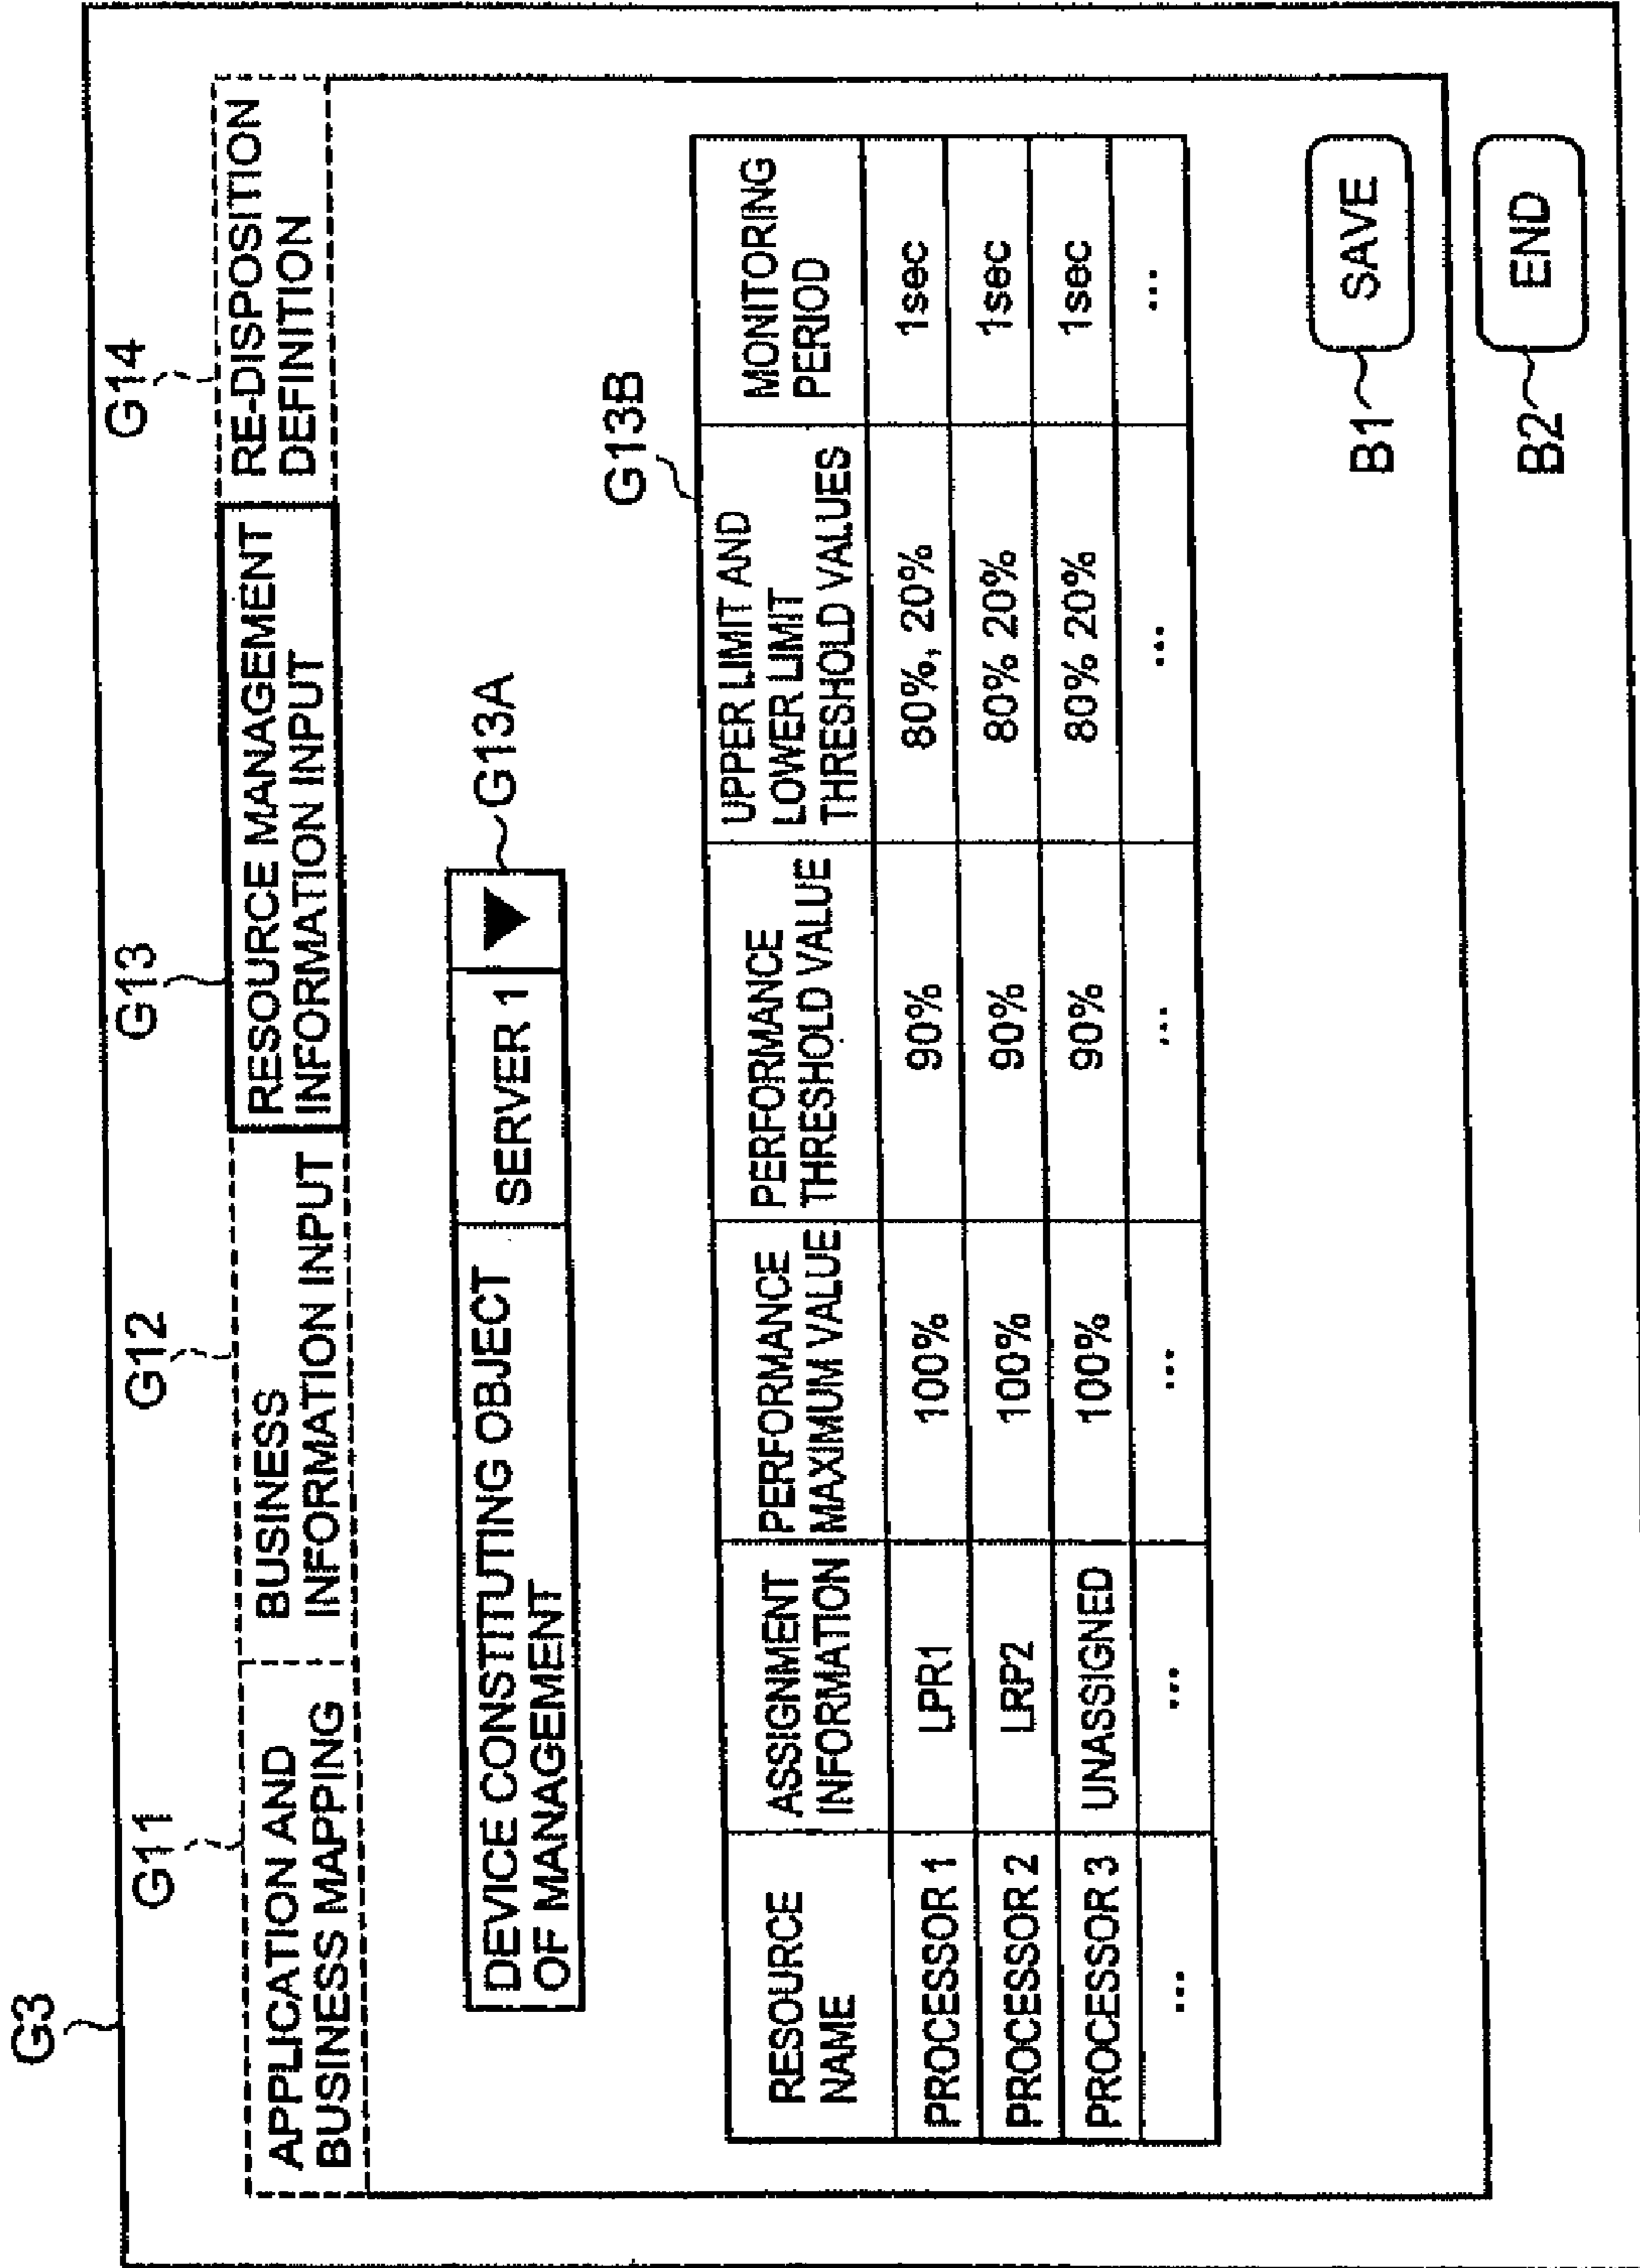 G3
G11
G12
G13
G14
APPLICATION AND
BUSINESS MAPPING
BUSINESS
INFORMATION INPUT
RESOURCE MANAGEMENT
INFORMATION INPUT
RE-DISPOSITION
DEFINITION
DEVICE CONSTITUTING OBJECT
OF MANAGEMENT
SERVER 1
▼
G13A
G13B
RESOURCE
NAME
ASSIGNMENT
INFORMATION
PERFORMANCE
MAXIMUM VALUE
PERFORMANCE
THRESHOLD VALUE
UPPER LIMIT AND
LOWER LIMIT
THRESHOLD VALUES
MONITORING
PERIOD
PROCESSOR 1 LPR1 100% 90% 80%, 20% 1sec
PROCESSOR 2 LRP2 100% 90% 80% 20% 1sec
PROCESSOR 3 UNASSIGNED 100% 90% 80% 20% 1sec
... ... ... ... ... ...
B1 SAVE
B2 END